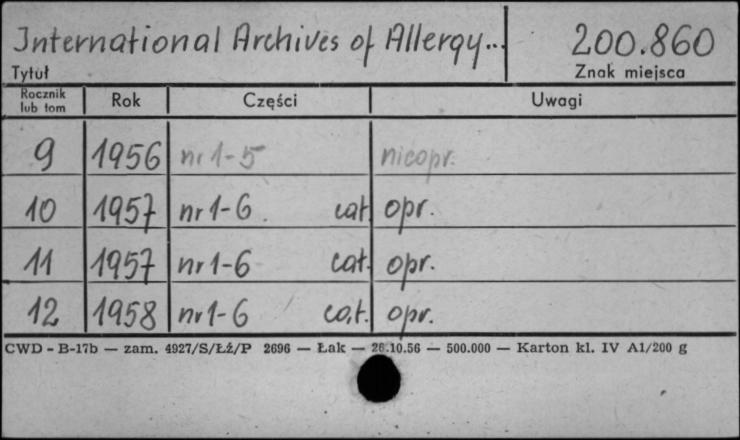 International Archives of Allergy... 200.860
Tytuł Znak miejsca
Rocznik lub tom Rok Części Uwagi
9 1956 nr 1-5 nieopr.
10 1957 nr 1-6 cał. opr.
11 1957 nr 1-6 cał. opr.
12 1958 nr 1-6 cał. opr.
CWD - B-17b — zam. 4927/S/ŁŹ/P 2696 — Łak — 26.10.56 — 500.000 — Karton kl. IV A1/200 g